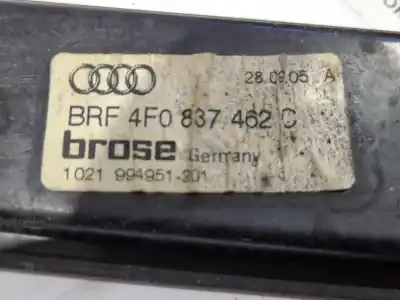 28.09.05 A
BRF 4F0 837 462 C
brose Germany
1021 994951-201